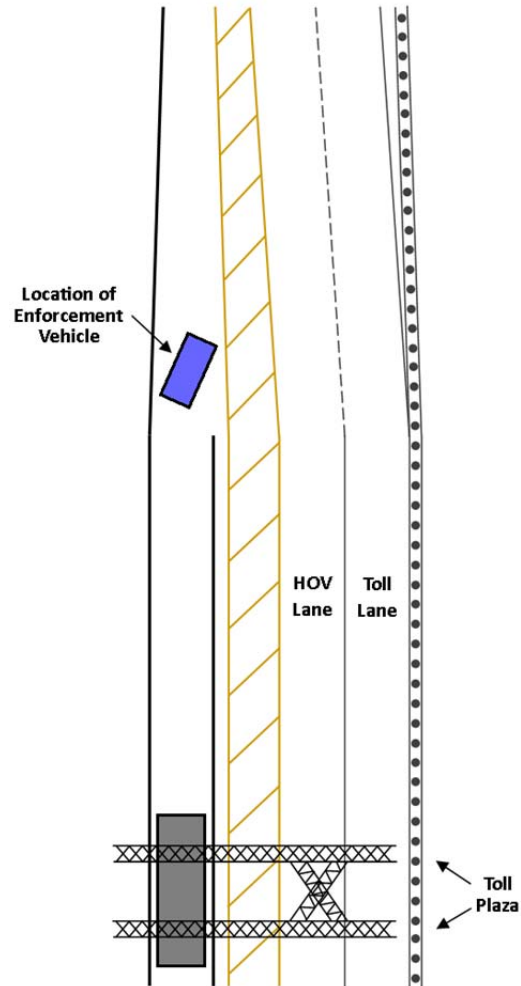 Location of
Enforcement
Vehicle
HOV
Lane
Toll
Lane
Toll
Plaza